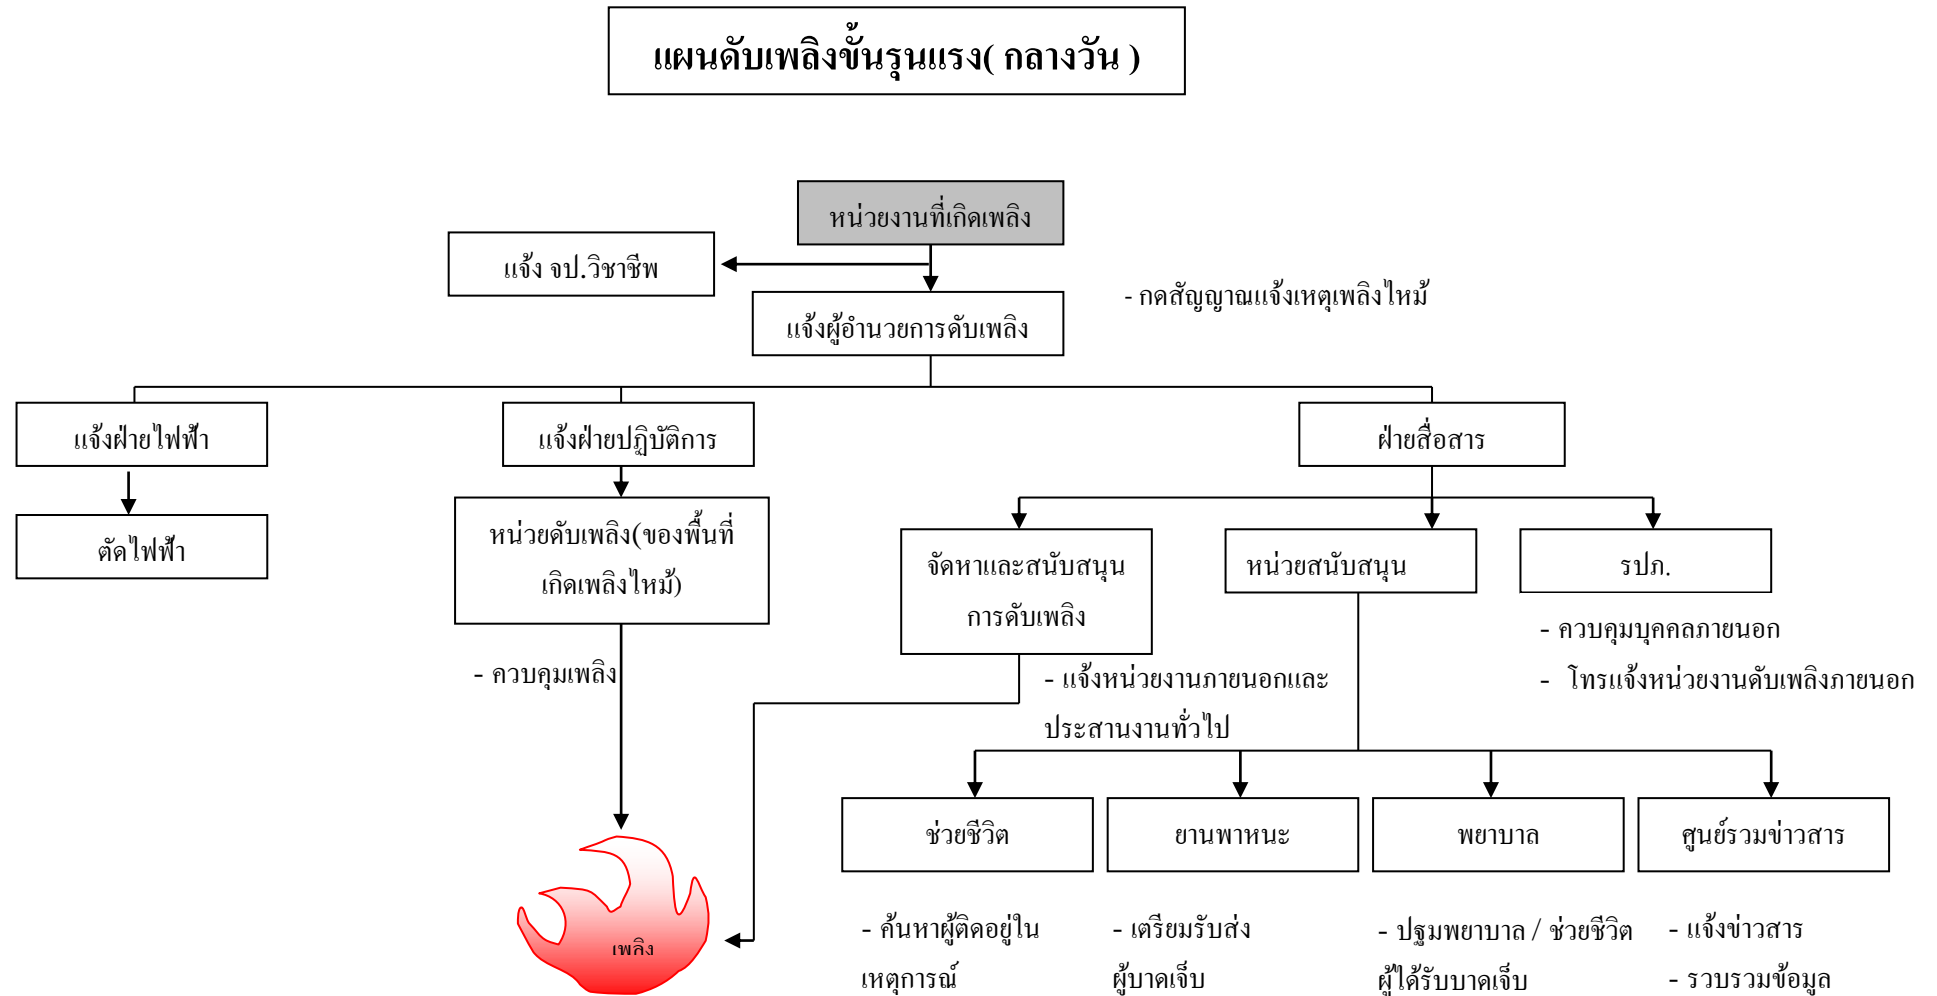 แผนดับเพลิงขั้นรุนแรง( กลางวัน )
หน่วยงานที่เกิดเพลิง
แจ้ง จป.วิชาชีพ
- กดสัญญาณแจ้งเหตุเพลิงไหม้
แจ้งผู้อำนวยการดับเพลิง
แจ้งฝ่ายไฟฟ้า
แจ้งฝ่ายปฏิบัติการ
ฝ่ายสื่อสาร
ตัดไฟฟ้า
หน่วยดับเพลิง(ของพื้นที่
เกิดเพลิงไหม้)
จัดหาและสนับสนุน
การดับเพลิง
หน่วยสนับสนุน
รปภ.
- ควบคุมบุคคลภายนอก
- โทรแจ้งหน่วยงานดับเพลิงภายนอก
- ควบคุมเพลิง
- แจ้งหน่วยงานภายนอกและ
ประสานงานทั่วไป
ช่วยชีวิต
ยานพาหนะ
พยาบาล
ศูนย์รวมข่าวสาร
เพลิง
- ค้นหาผู้ติดอยู่ใน
เหตุการณ์
- เตรียมรับส่ง
ผู้บาดเจ็บ
- ปฐมพยาบาล / ช่วยชีวิต
ผู้ได้รับบาดเจ็บ
- แจ้งข่าวสาร
- รวบรวมข้อมูล